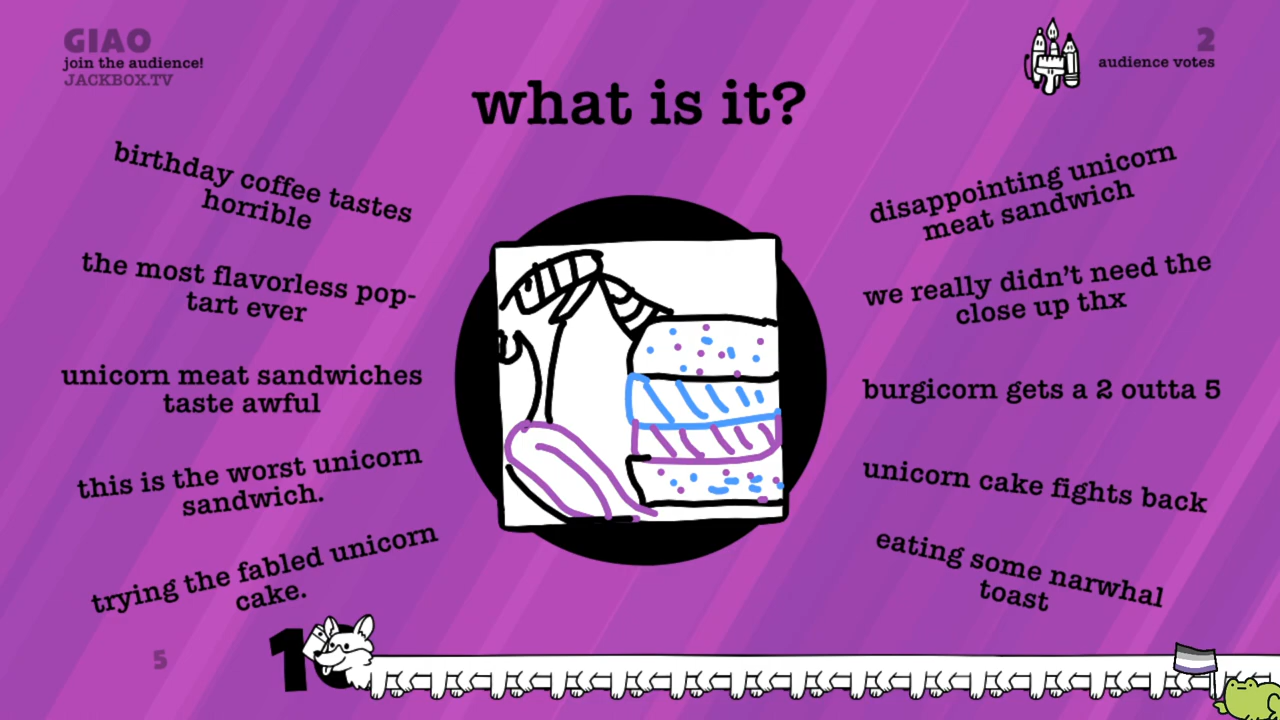 GIAO
join the audience!
JACKBOX.TV
2
audience votes
what is it?
birthday coffee tastes
horrible
the most flavorless pop-
tart ever
unicorn meat sandwiches
taste awful
this is the worst unicorn
sandwich.
trying the fabled unicorn
cake.
disappointing unicorn
meat sandwich
we really didn't need the
close up thx
burgicorn gets a 2 outta 5
unicorn cake fights back
eating some narwhal
toast
5
10